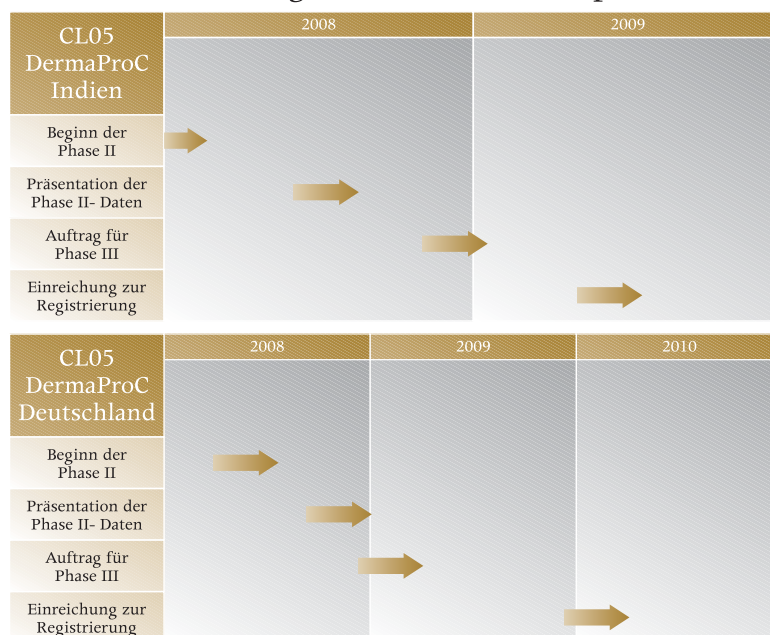 2008 2009
CL05
DermaProC
Indien
Beginn der
Phase II
Präsentation der
Phase II- Daten
Auftrag für
Phase III
Einreichung zur
Registrierung
2008 2009 2010
CL05
DermaProC
Deutschland
Beginn der
Phase II
Präsentation der
Phase II- Daten
Auftrag für
Phase III
Einreichung zur
Registrierung